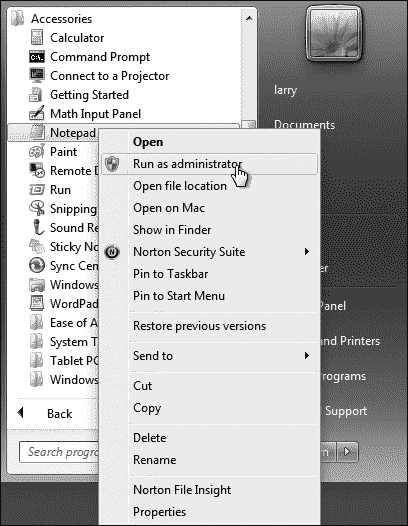 Accessories
Calculator
Command Prompt
Connect to a Projector
Getting Started
Math Input Panel
Notepad
Paint
Remote D
Run
Snipping
Sound Re
Sticky No
Sync Cen
Windows
WordPad
Ease of A
System T
Tablet PC
Windows
Back
Search progra
larry
Documents
er
Panel
and Printers
Programs
Support
Open
Run as administrator
Open file location
Open on Mac
Show in Finder
Norton Security Suite
Pin to Taskbar
Pin to Start Menu
Restore previous versions
Send to
Cut
Copy
Delete
Rename
Norton File Insight
Properties